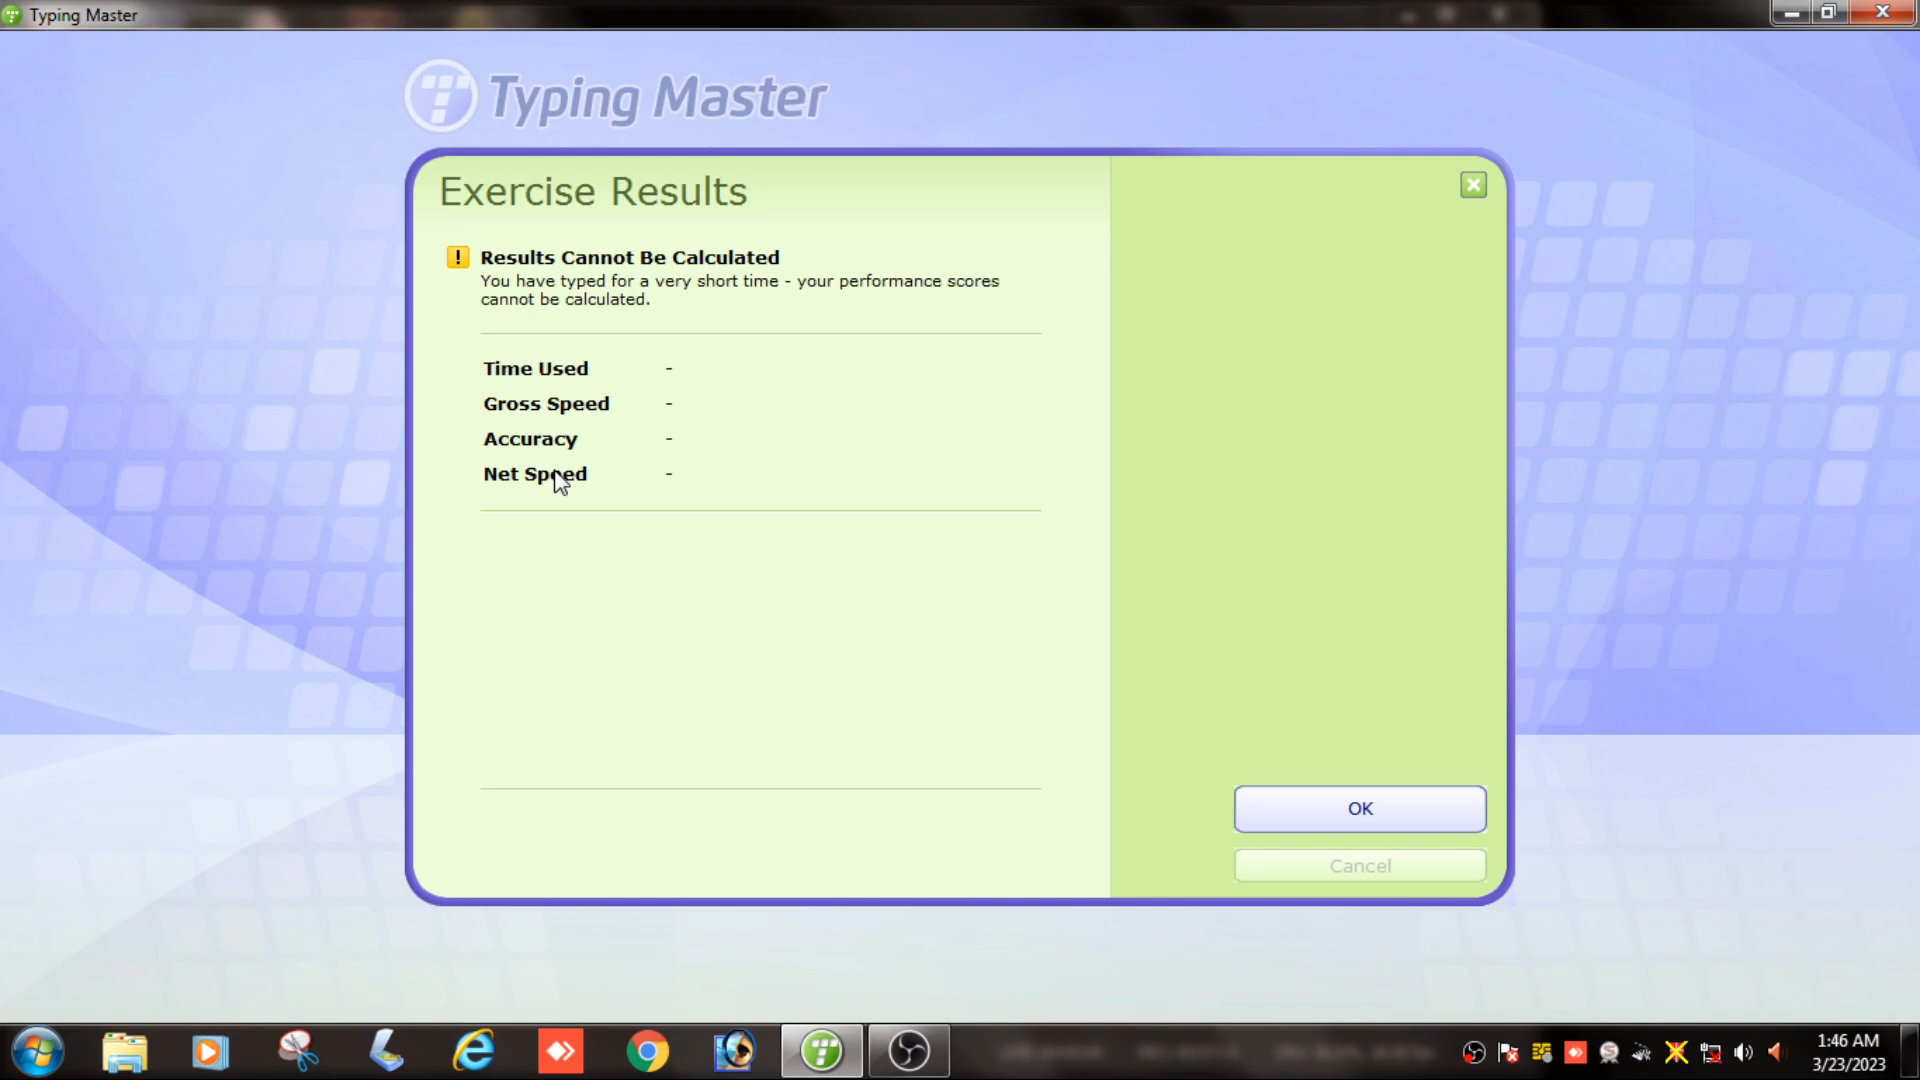 Typing Master
Typing Master
Exercise Results
! Results Cannot Be Calculated
You have typed for a very short time - your performance scores
cannot be calculated.
Time Used -
Gross Speed -
Accuracy -
Net Speed -
OK
Cancel
1:46 AM
3/23/2023